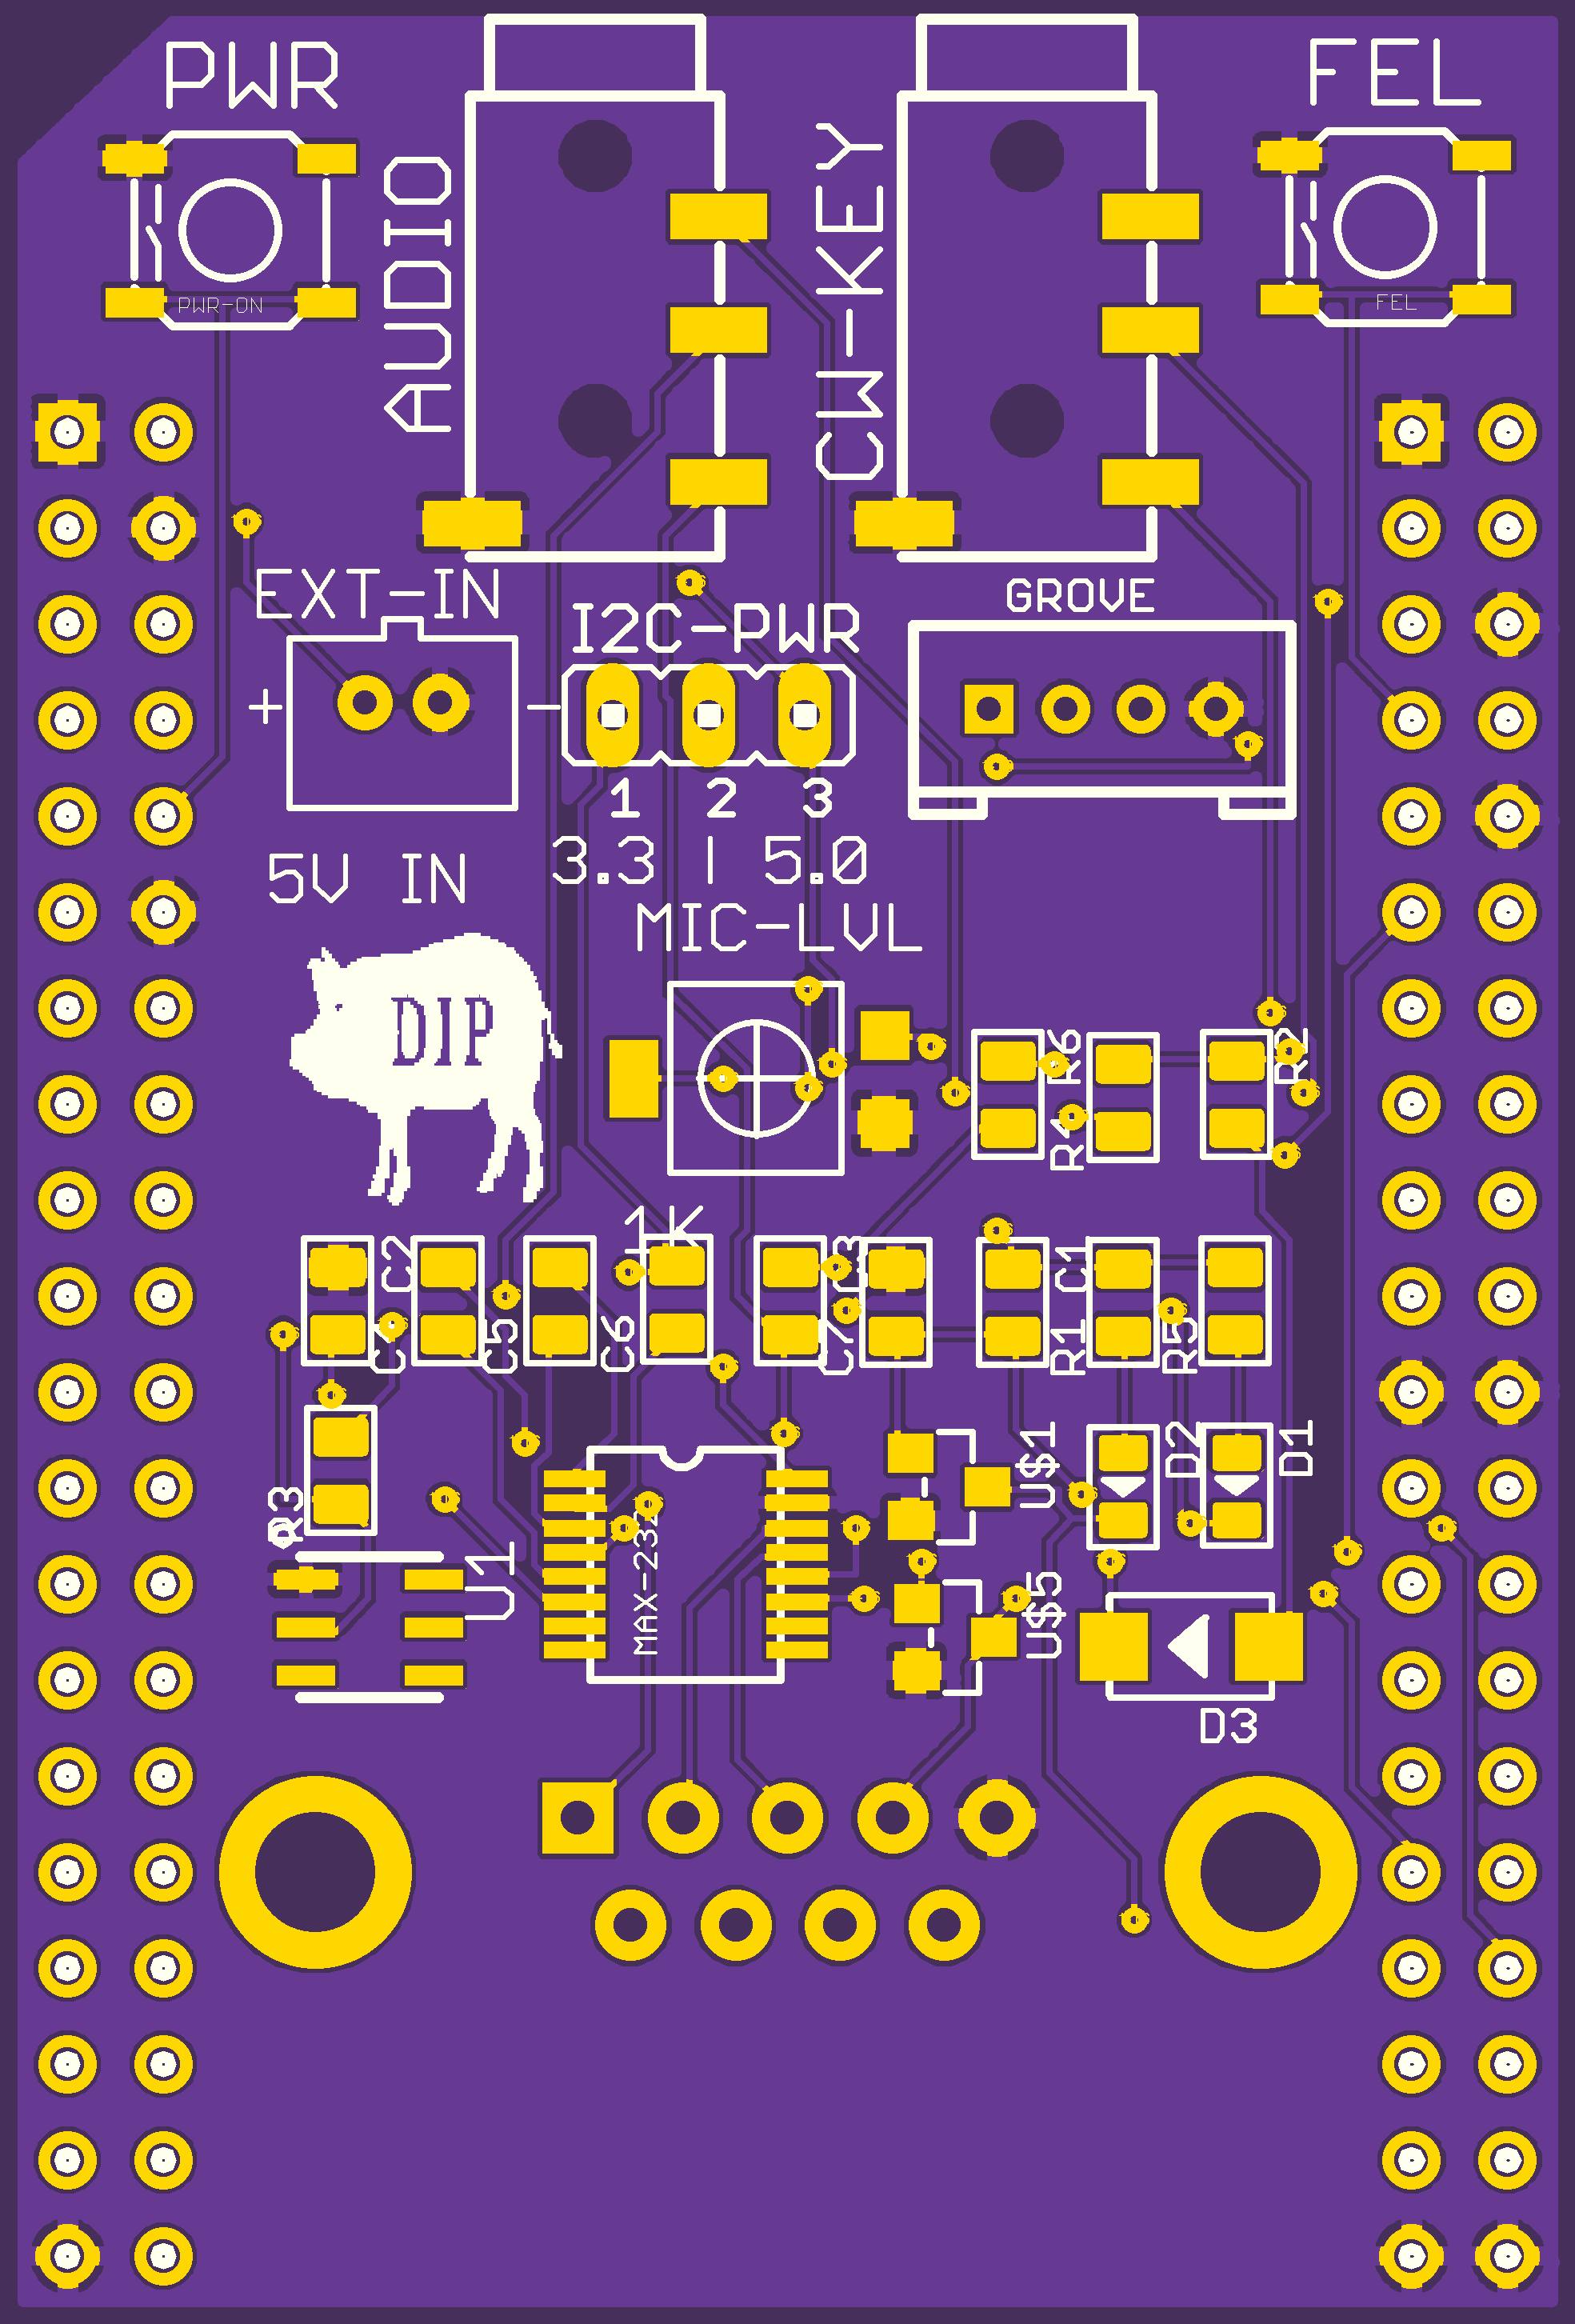 PWR
FEL
AUDIO
CW-KEY
PWR-ON
FEL
EXT-IN
GROVE
I2C-PWR
+
-
1 2 3
3.3 | 5.0
5V IN
MIC-LVL
DIP
R6
R2
R4
1K
C2
C1
C5
C6
C7
R1
R5
U$1
D2
D1
R3
U1
MAX-232
U$5
D3